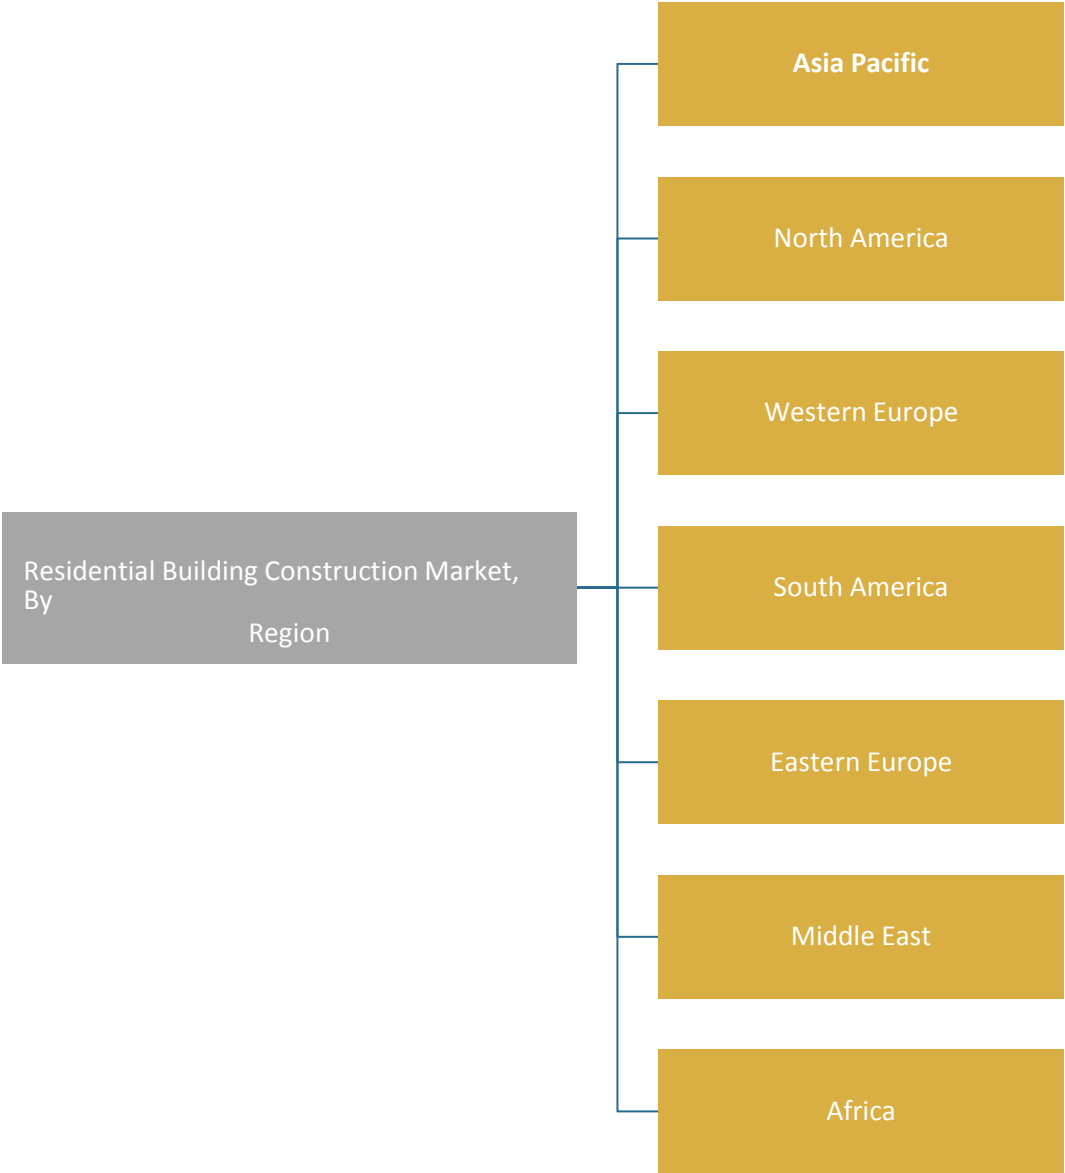 Asia Pacific
North America
Western Europe
Residential Building Construction Market,
By
Region
South America
Eastern Europe
Middle East
Africa